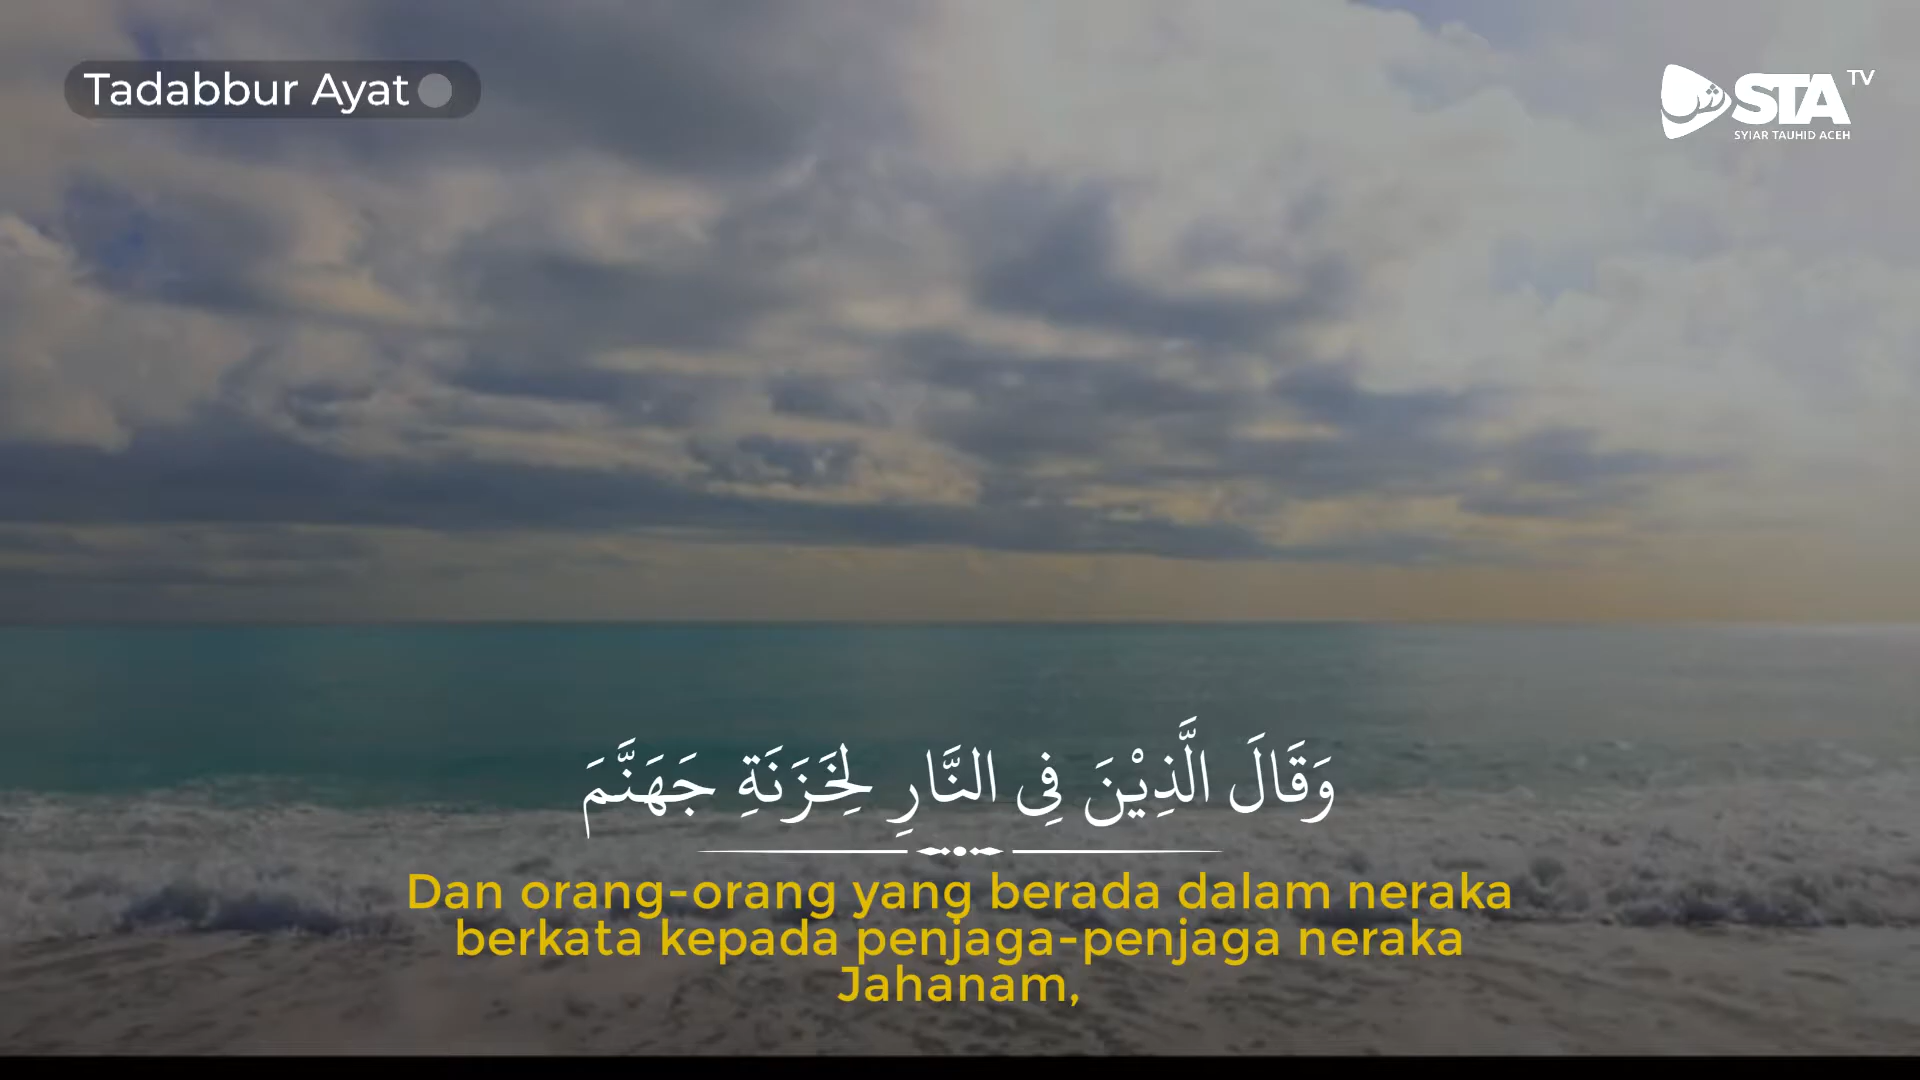 Tadabbur Ayat
STA TV
SYIAR TAUHID ACEH
وَقَالَ الَّذِيْنَ فِى النَّارِ لِخَزَنَةِ جَهَنَّمَ
Dan orang-orang yang berada dalam neraka
berkata kepada penjaga-penjaga neraka
Jahanam,